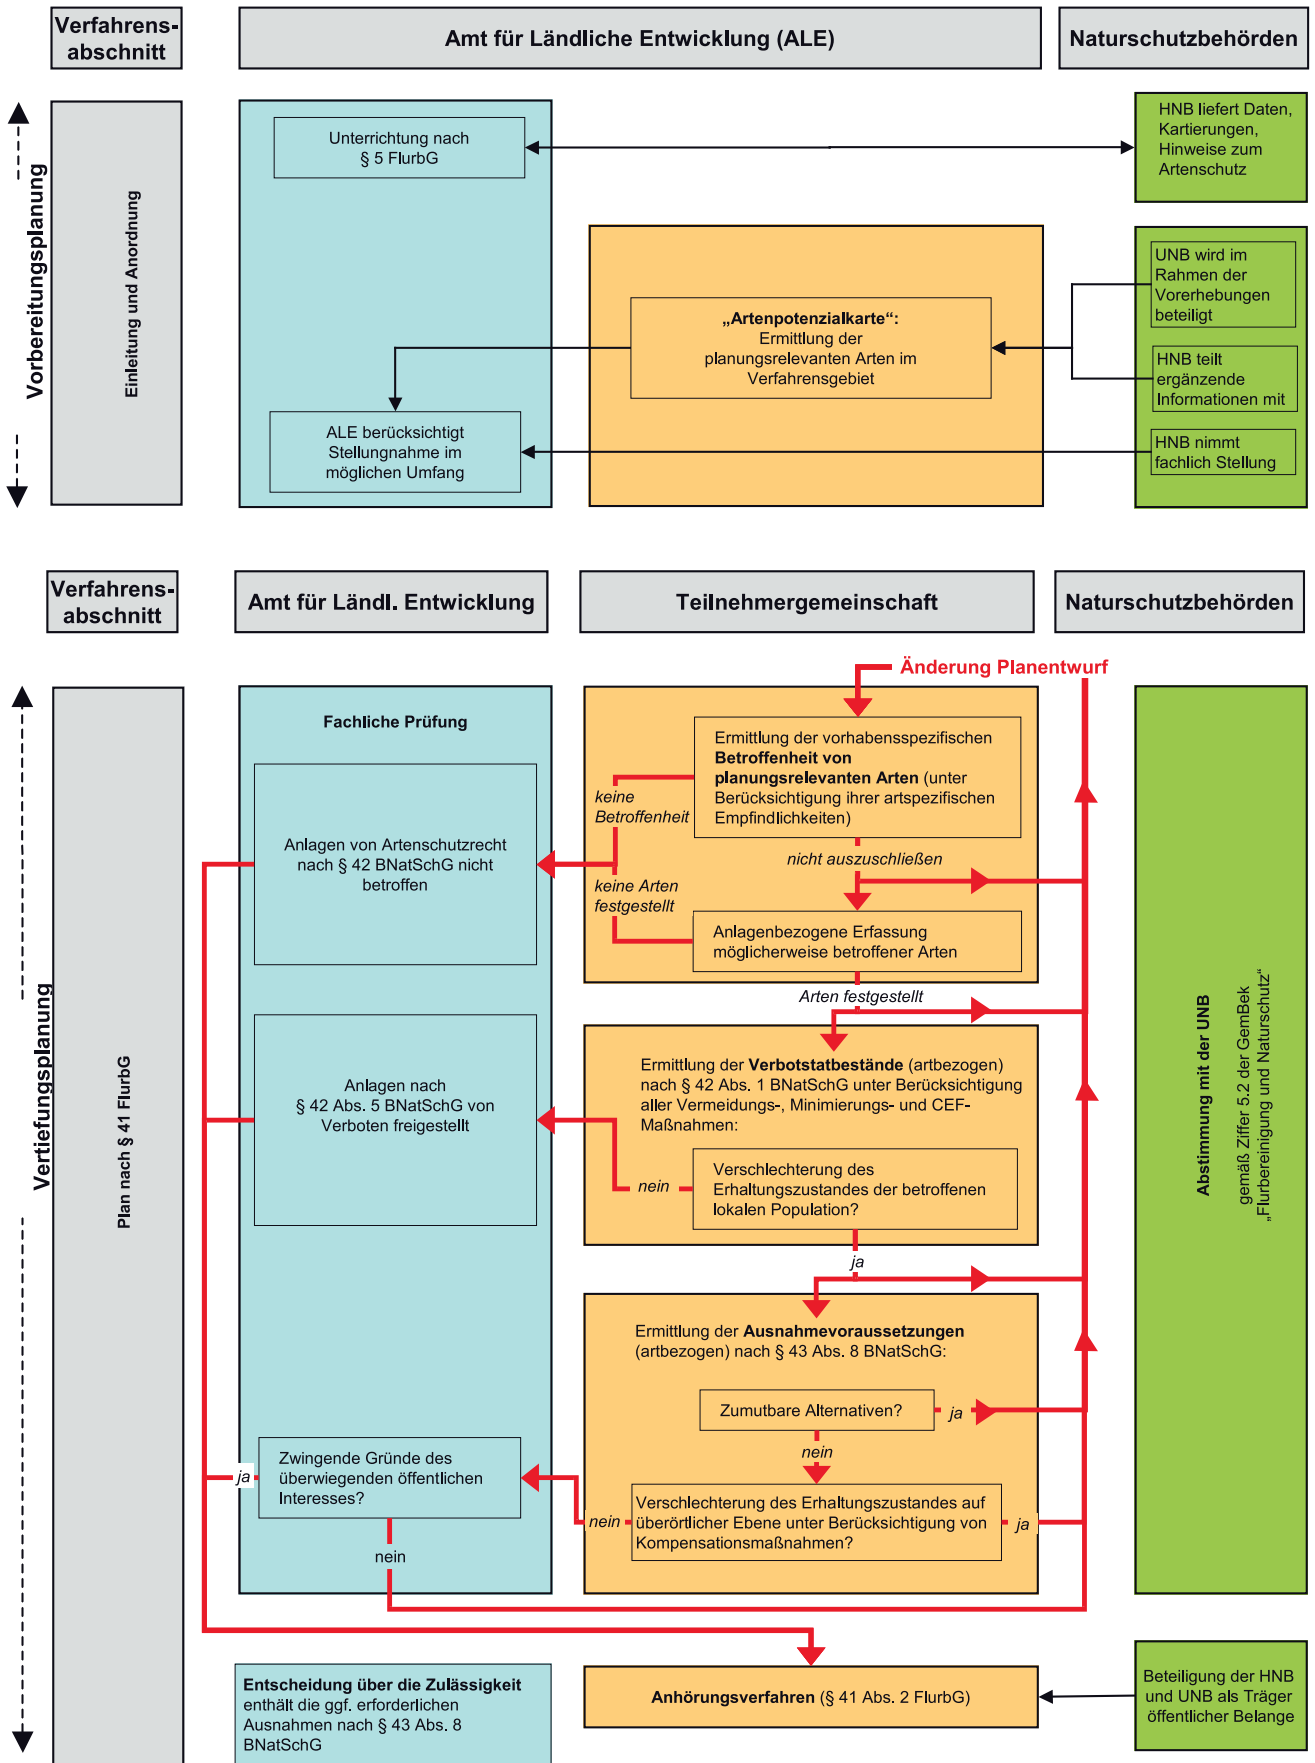 Verfahrens-
abschnitt
Amt für Ländliche Entwicklung (ALE)
Naturschutzbehörden
Vorbereitungsplanung
Einleitung und Anordnung
Unterrichtung nach
§ 5 FlurbG
HNB liefert Daten,
Kartierungen,
Hinweise zum
Artenschutz
„Artenpotenzialkarte“:
Ermittlung der
planungsrelevanten Arten im
Verfahrensgebiet
UNB wird im
Rahmen der
Vorerhebungen
beteiligt
HNB teilt
ergänzende
Informationen mit
ALE berücksichtigt
Stellungnahme im
möglichen Umfang
HNB nimmt
fachlich Stellung
Verfahrens-
abschnitt
Amt für Ländl. Entwicklung
Teilnehmergemeinschaft
Naturschutzbehörden
Änderung Planentwurf
Vertiefungsplanung
Plan nach § 41 FlurbG
Fachliche Prüfung
Ermittlung der vorhabensspezifischen
Betroffenheit von
planungsrelevanten Arten (unter
Berücksichtigung ihrer artspezifischen
Empfindlichkeiten)
keine
Betroffenheit
nicht auszuschließen
Anlagen von Artenschutzrecht
nach § 42 BNatSchG nicht
betroffen
keine Arten
festgestellt
Anlagenbezogene Erfassung
möglicherweise betroffener Arten
Arten festgestellt
Ermittlung der Verbotstatbestände (artbezogen)
nach § 42 Abs. 1 BNatSchG unter Berücksichtigung
aller Vermeidungs-, Minimierungs- und CEF-
Maßnahmen:
Anlagen nach
§ 42 Abs. 5 BNatSchG von
Verboten freigestellt
Verschlechterung des
Erhaltungszustandes der betroffenen
lokalen Population?
nein
ja
Abstimmung mit der UNB
gemäß Ziffer 5.2 der GemBek
„Flurbereinigung und Naturschutz“
Ermittlung der Ausnahmevoraussetzungen
(artbezogen) nach § 43 Abs. 8 BNatSchG:
Zumutbare Alternativen?
ja
nein
Zwingende Gründe des
überwiegenden öffentlichen
Interesses?
ja
nein
Verschlechterung des Erhaltungszustandes auf
überörtlicher Ebene unter Berücksichtigung von
Kompensationsmaßnahmen?
nein
ja
Entscheidung über die Zulässigkeit
enthält die ggf. erforderlichen
Ausnahmen nach § 43 Abs. 8
BNatSchG
Anhörungsverfahren (§ 41 Abs. 2 FlurbG)
Beteiligung der HNB
und UNB als Träger
öffentlicher Belange